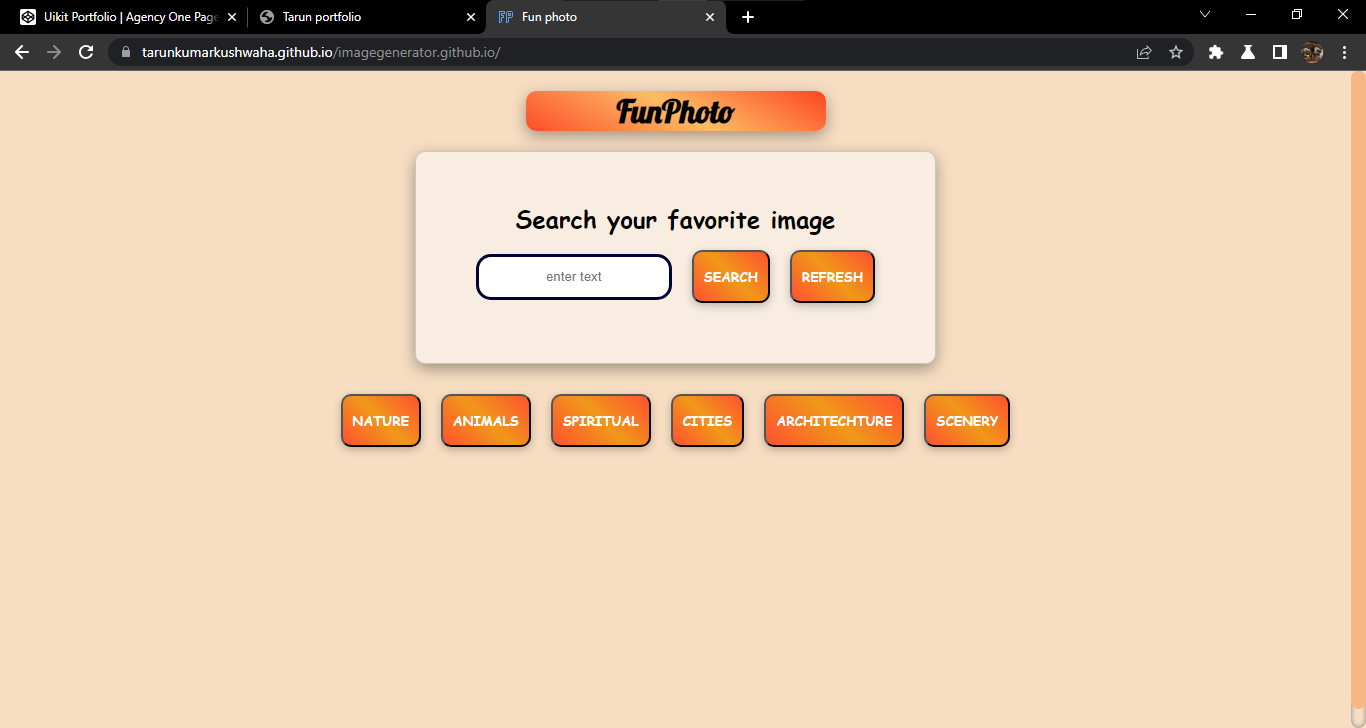 Uikit Portfolio | Agency One Page
Tarun portfolio
Fun photo
tarunkumarkushwaha.github.io/imagegenerator.github.io/
FunPhoto
Search your favorite image
enter text
SEARCH
REFRESH
NATURE
ANIMALS
SPIRITUAL
CITIES
ARCHITECHTURE
SCENERY